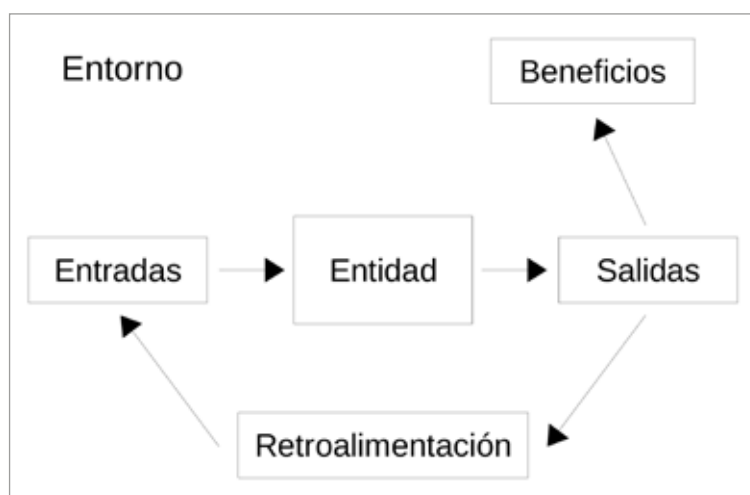 Entorno
Beneficios
Entradas
Entidad
Salidas
Retroalimentación